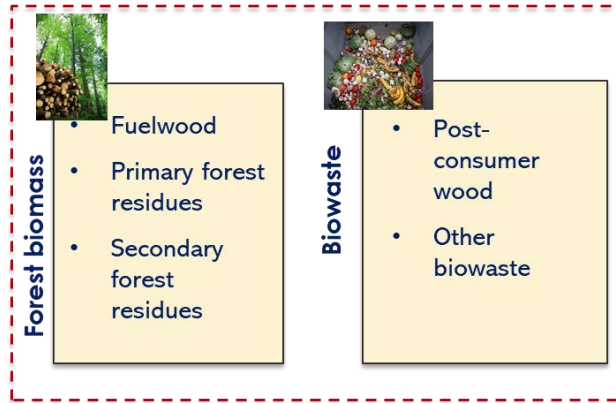 Forest biomass
• Fuelwood
• Primary forest
residues
• Secondary
forest
residues
Biowaste
• Post-
consumer
wood
• Other
biowaste